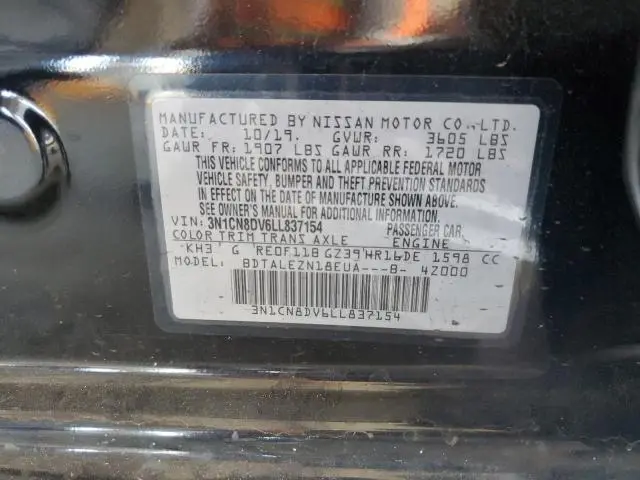 MANUFACTURED BY NISSAN MOTOR CO.,LTD.
DATE: 10/19. GVWR: 3605 LBS
GAWR FR: 1907 LBS GAWR RR: 1720 LBS
THIS VEHICLE CONFORMS TO ALL APPLICABLE FEDERAL MOTOR
VEHICLE SAFETY, BUMPER AND THEFT PREVENTION STANDARDS
IN EFFECT ON THE DATE OF MANUFACTURE SHOWN ABOVE.
SEE OWNER'S MANUAL FOR ADDITIONAL INFORMATION.
VIN: 3N1CN8DV6LL837154 PASSENGER CAR.
COLOR TRIM TRANS AXLE ENGINE
KH3 G RE0F11B GZ39 HR16DE 1598 CC
BDTALEZN18EUA---B- 4Z000
3N1CN8DV6LL837154